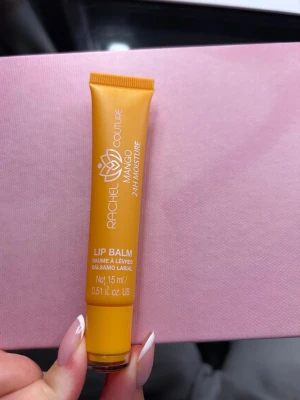 RACHEL COUTURE
MANGO
24H MOISTURE
LIP BALM
BAUME À LÈVRES
BÁLSAMO LABIAL
Net 15 ml /
0.51 fl. oz. US